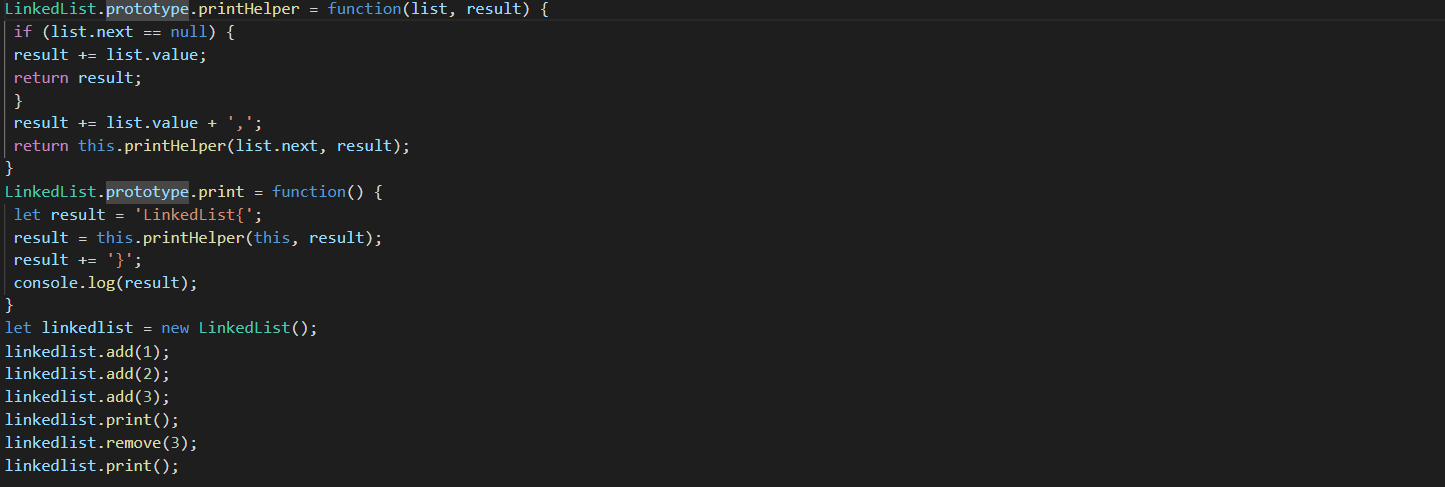 LinkedList.prototype.printHelper = function(list, result) {
if (list.next == null) {
result += list.value;
return result;
}
result += list.value + ',';
return this.printHelper(list.next, result);
}
LinkedList.prototype.print = function() {
let result = 'LinkedList{';
result = this.printHelper(this, result);
result += '}';
console.log(result);
}
let linkedlist = new LinkedList();
linkedlist.add(1);
linkedlist.add(2);
linkedlist.add(3);
linkedlist.print();
linkedlist.remove(3);
linkedlist.print();